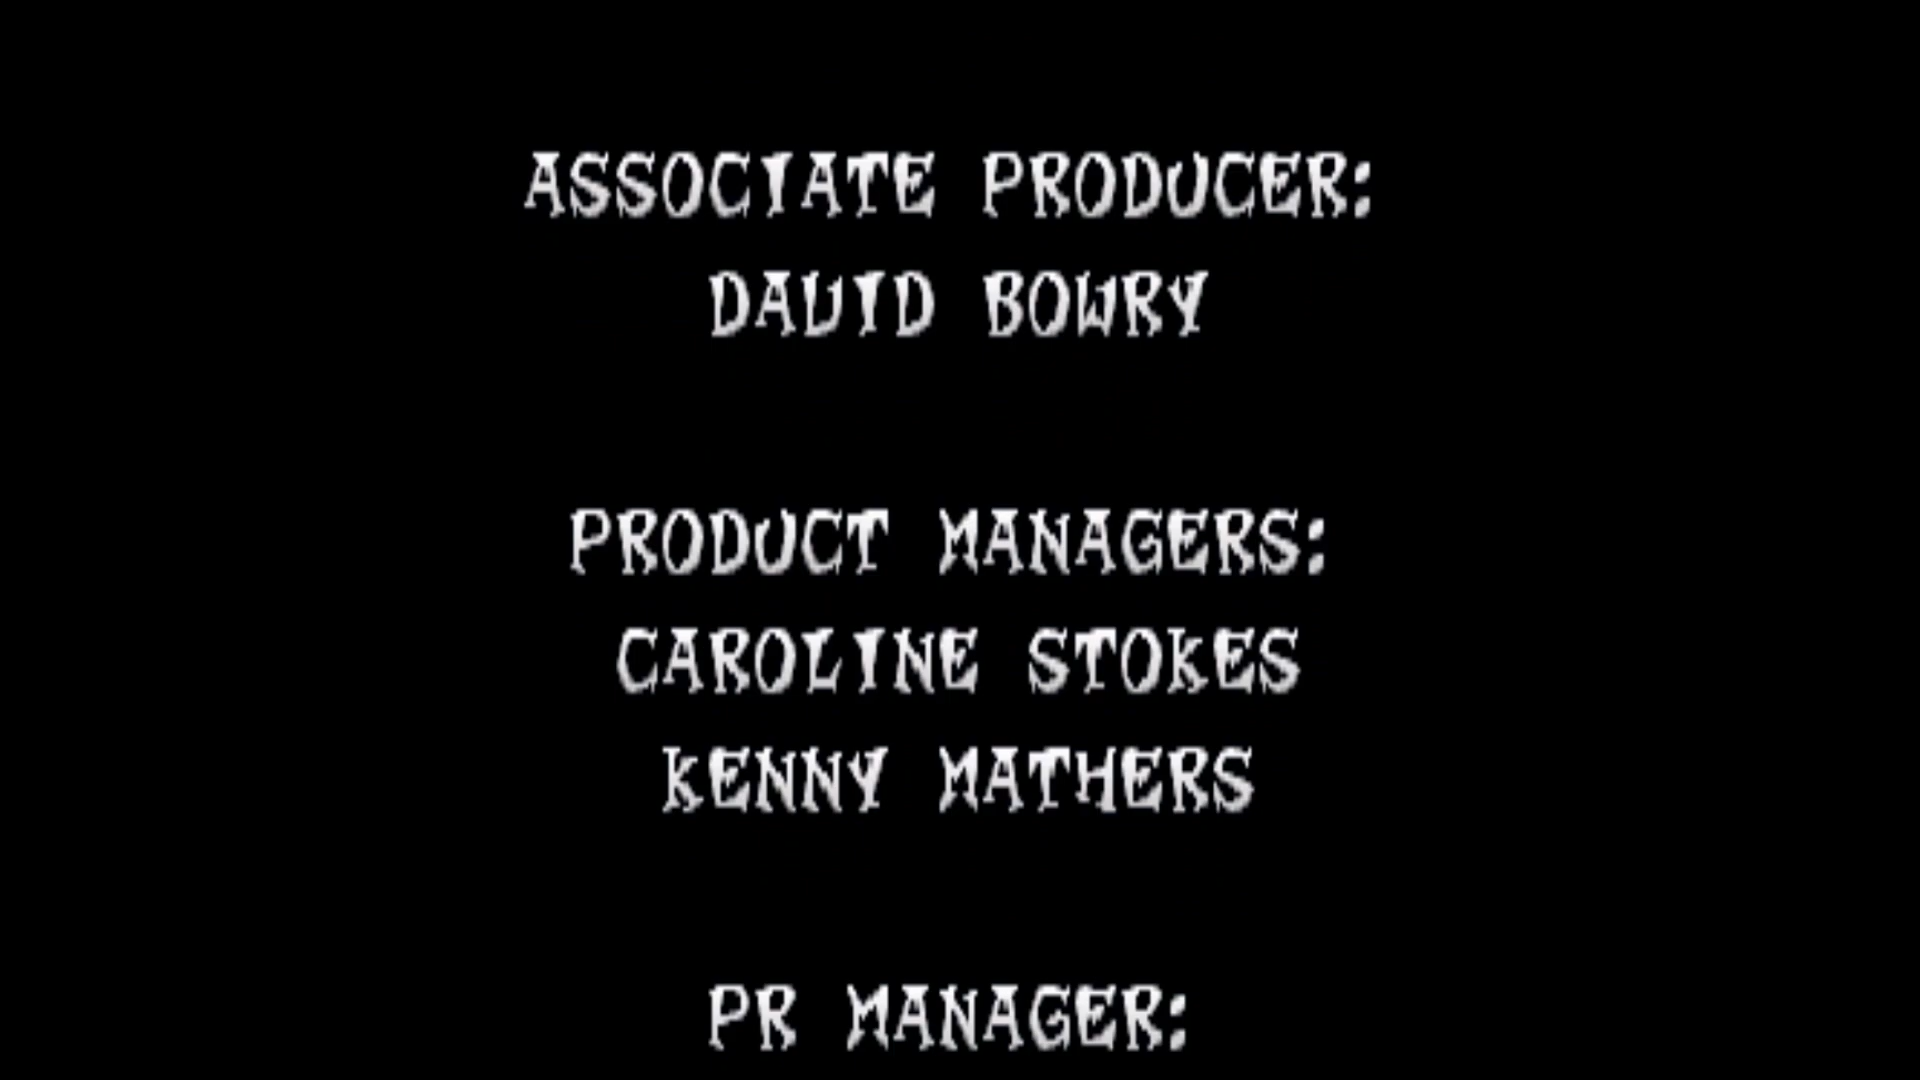 ASSOCIATE PRODUCER:
DAVID BOWRY
PRODUCT MANAGERS:
CAROLINE STOKES
KENNY MATHERS
PR MANAGER: